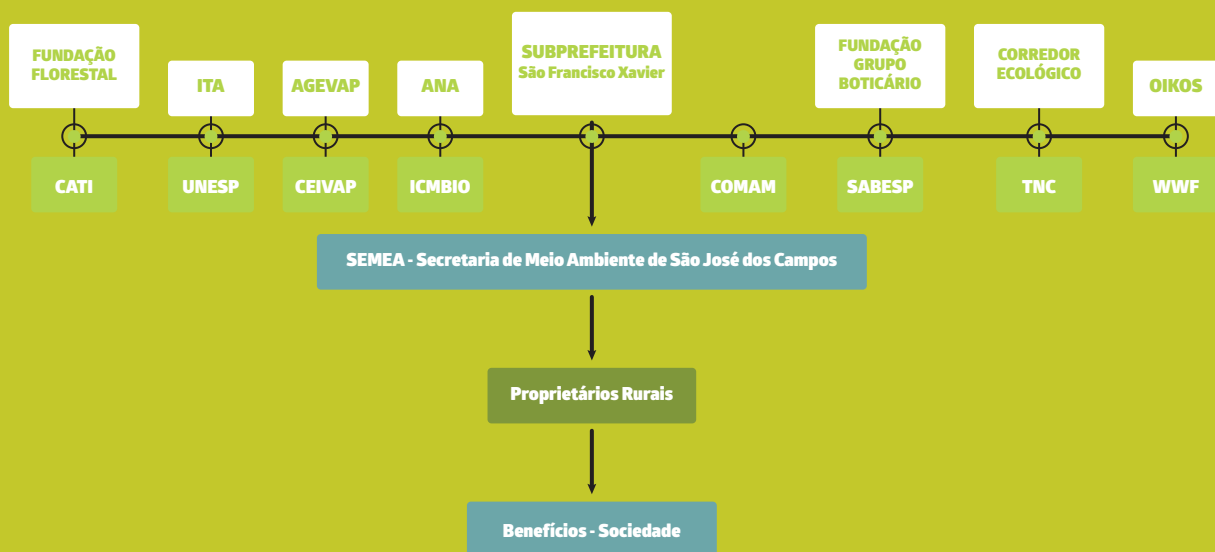 FUNDAÇÃO
FLORESTAL
ITA
AGEVAP
ANA
SUBPREFEITURA
São Francisco Xavier
FUNDAÇÃO
GRUPO
BOTICÁRIO
CORREDOR
ECOLÓGICO
OIKOS
CATI
UNESP
CEIVAP
ICMBIO
COMAM
SABESP
TNC
WWF
SEMEA - Secretaria de Meio Ambiente de São José dos Campos
Proprietários Rurais
Benefícios - Sociedade